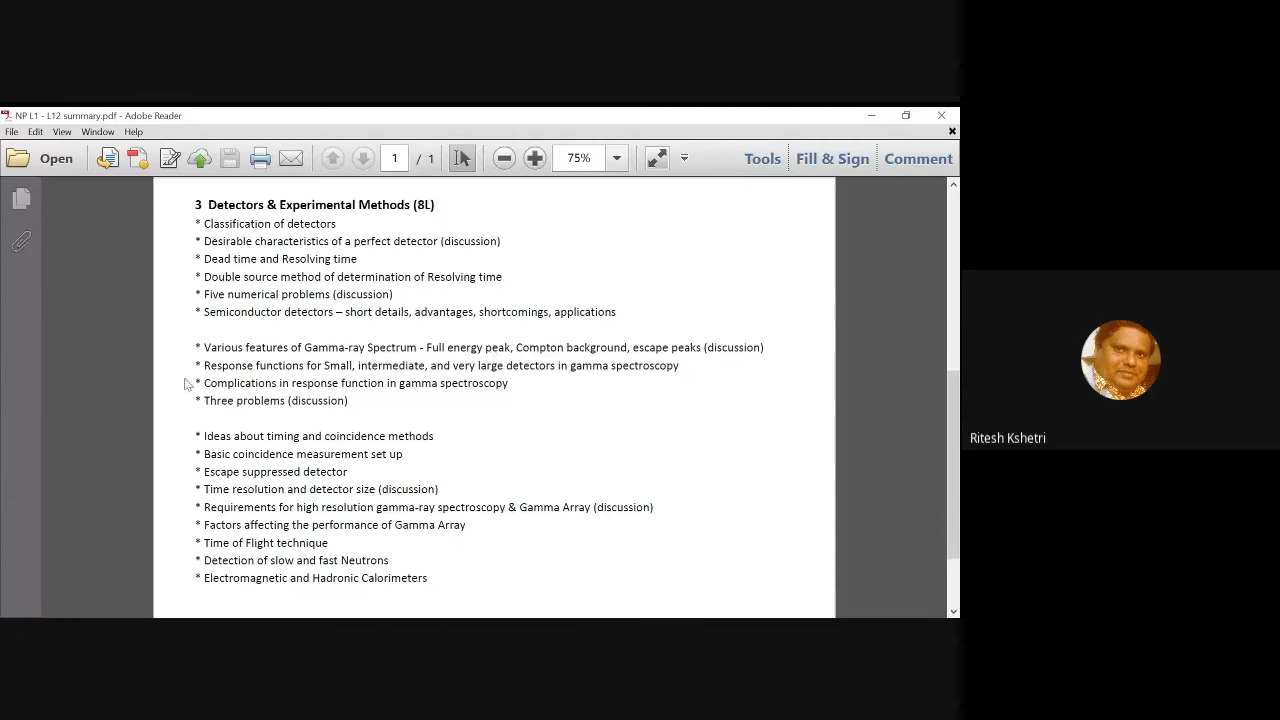 NP L1 - L12 summary.pdf - Adobe Reader
File Edit View Window Help
Open 1 / 1 75% Tools Fill & Sign Comment
3 Detectors & Experimental Methods (8L)
* Classification of detectors
* Desirable characteristics of a perfect detector (discussion)
* Dead time and Resolving time
* Double source method of determination of Resolving time
* Five numerical problems (discussion)
* Semiconductor detectors – short details, advantages, shortcomings, applications
* Various features of Gamma-ray Spectrum - Full energy peak, Compton background, escape peaks (discussion)
* Response functions for Small, intermediate, and very large detectors in gamma spectroscopy
* Complications in response function in gamma spectroscopy
* Three problems (discussion)
* Ideas about timing and coincidence methods
* Basic coincidence measurement set up
* Escape suppressed detector
* Time resolution and detector size (discussion)
* Requirements for high resolution gamma-ray spectroscopy & Gamma Array (discussion)
* Factors affecting the performance of Gamma Array
* Time of Flight technique
* Detection of slow and fast Neutrons
* Electromagnetic and Hadronic Calorimeters
Ritesh Kshetri